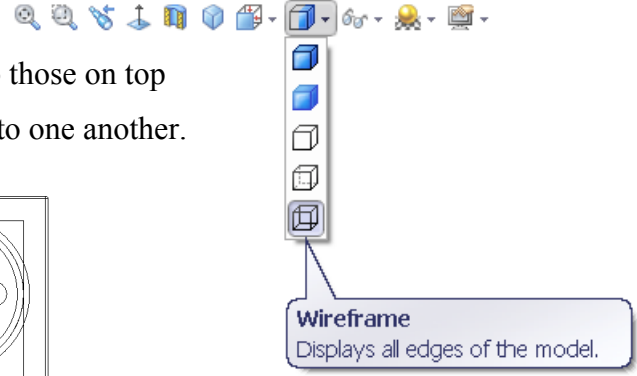 those on top
to one another.
Wireframe
Displays all edges of the model.